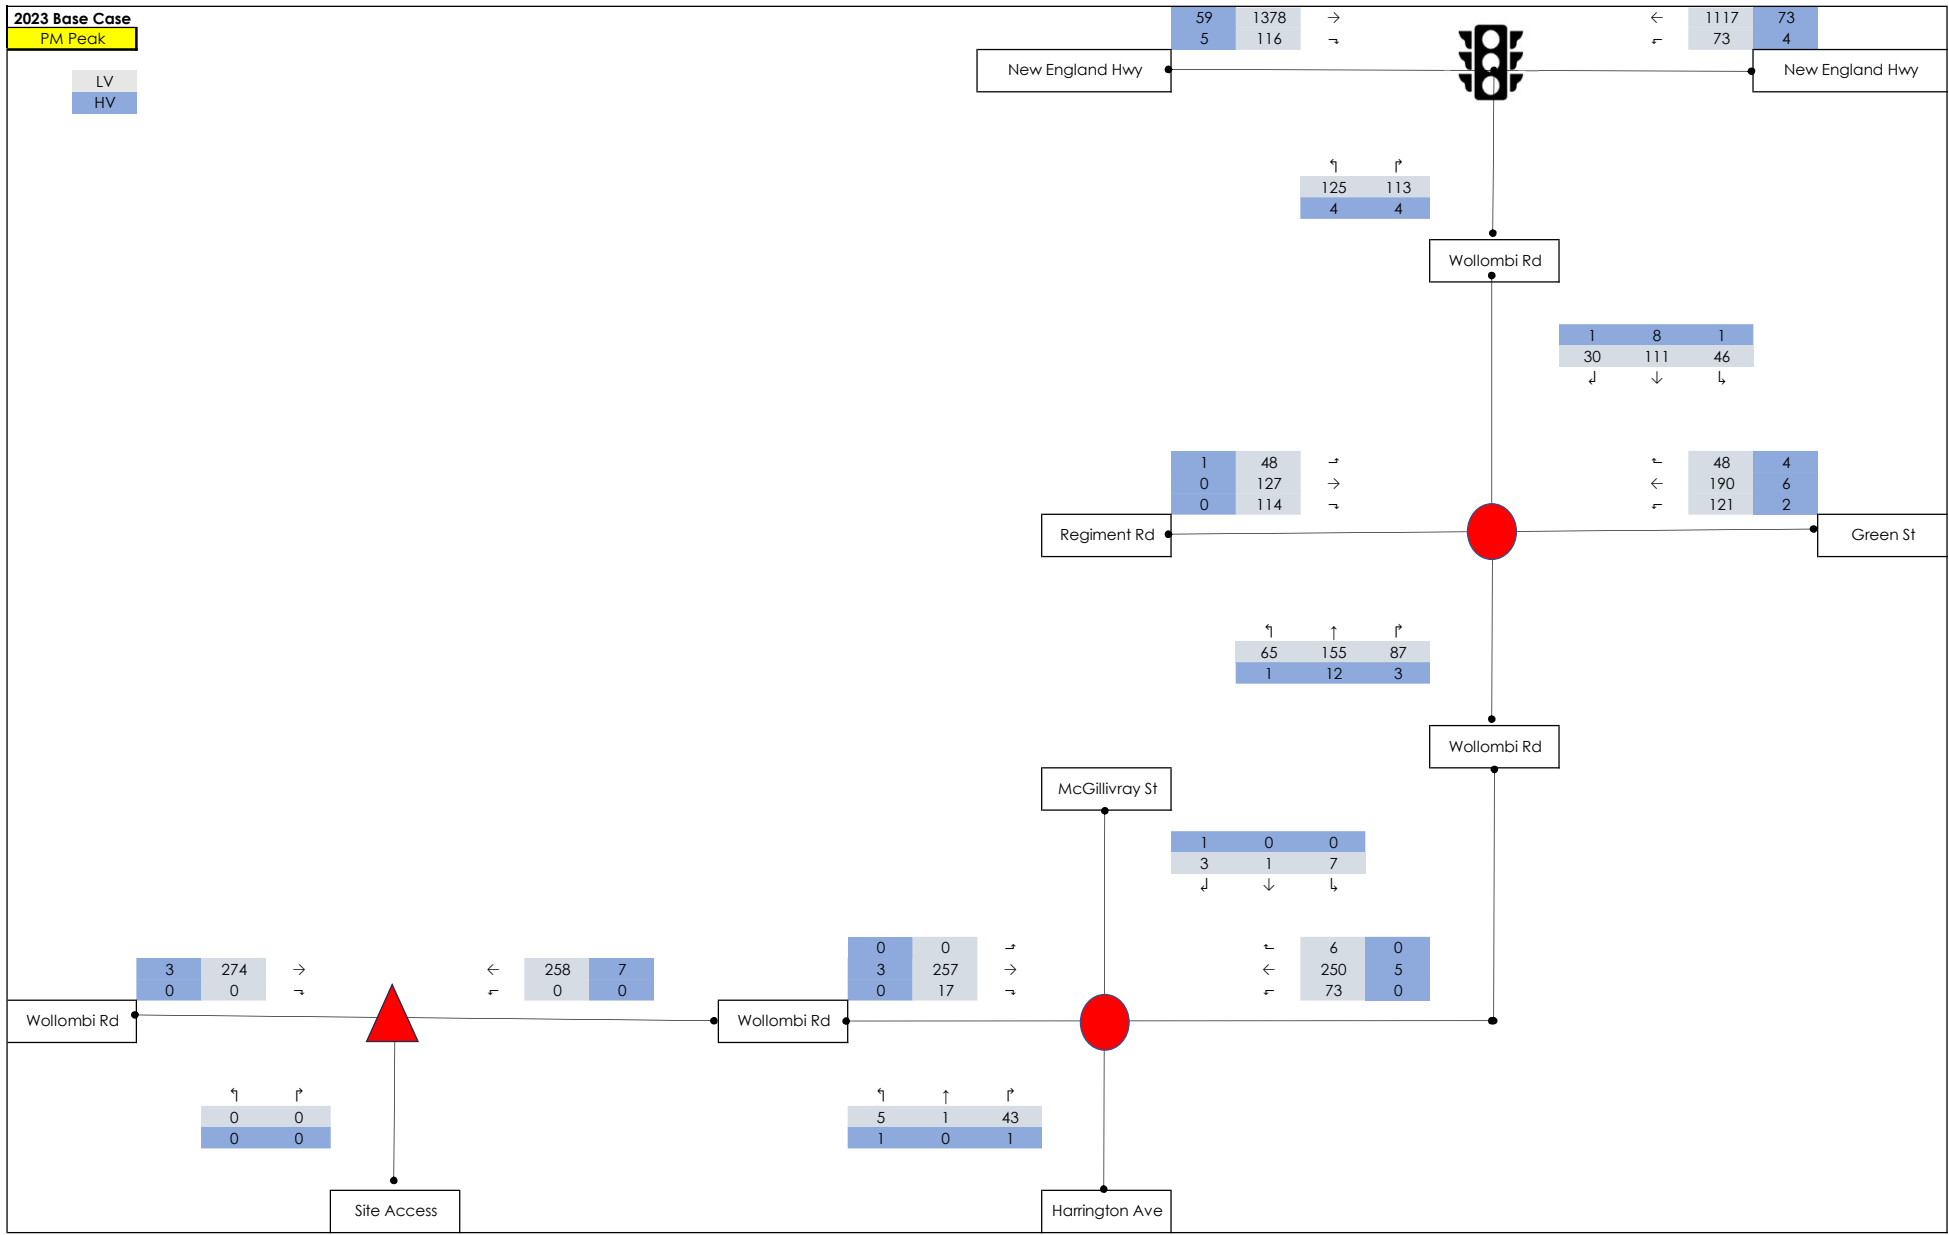 2023 Base Case
PM Peak
LV
HV
59 1378 → ← 1117 73
5 116 ¬ 73 4
New England Hwy
New England Hwy
↰ ↱
125 113
4 4
Wollombi Rd
1 8 1
30 111 46
↲ ↓ ↳
1 48 → 48 4
0 127 → ← 190 6
0 114 ¬ 121 2
Regiment Rd
Green St
↰ ↑ ↱
65 155 87
1 12 3
Wollombi Rd
McGillivray St
1 0 0
3 1 7
↲ ↓ ↳
0 0 6 0
3 257 → ← 250 5
0 17 ¬ 73 0
3 274 → ← 258 7
0 0 ¬ 0 0
Wollombi Rd
Wollombi Rd
↰ ↱
0 0
0 0
↰ ↑ ↱
5 1 43
1 0 1
Site Access
Harrington Ave